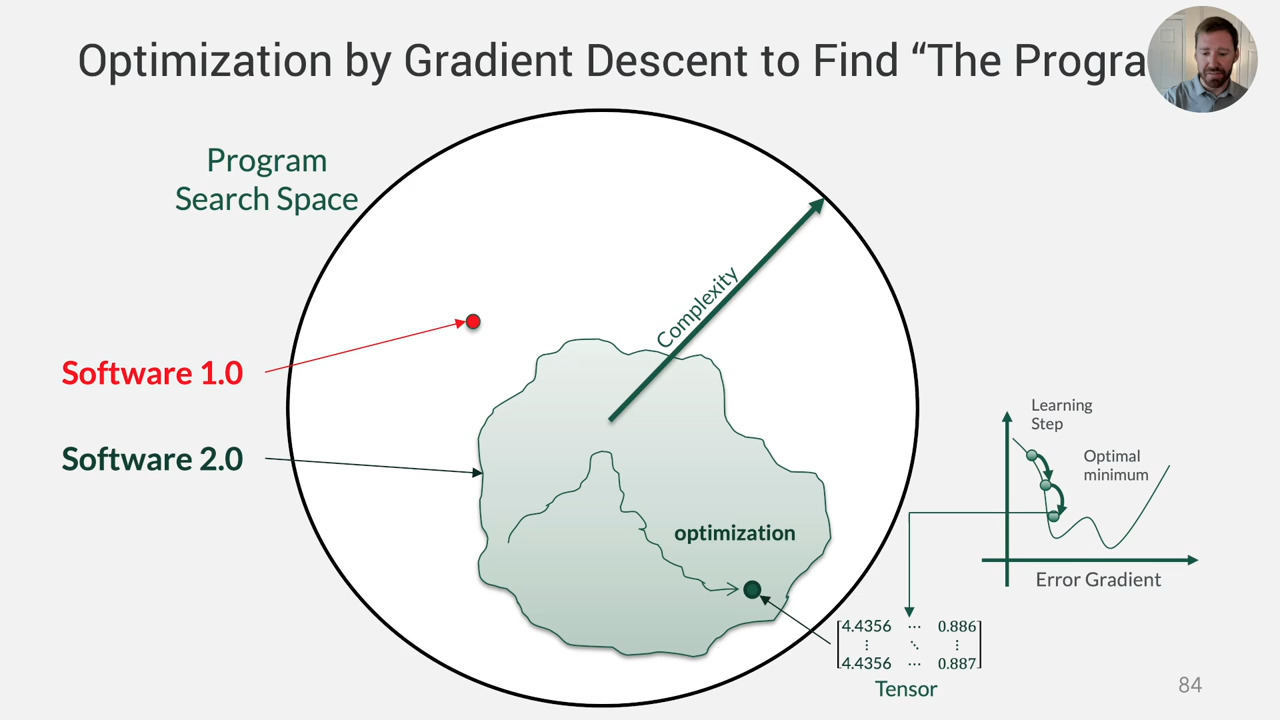 Optimization by Gradient Descent to Find “The Progra
Program
Search Space
Complexity
Software 1.0
Software 2.0
optimization
Learning
Step
Optimal
minimum
Error Gradient
4.4356 ⋯ 0.886
⋮ ⋱ ⋮
4.4356 ⋯ 0.887
Tensor
84